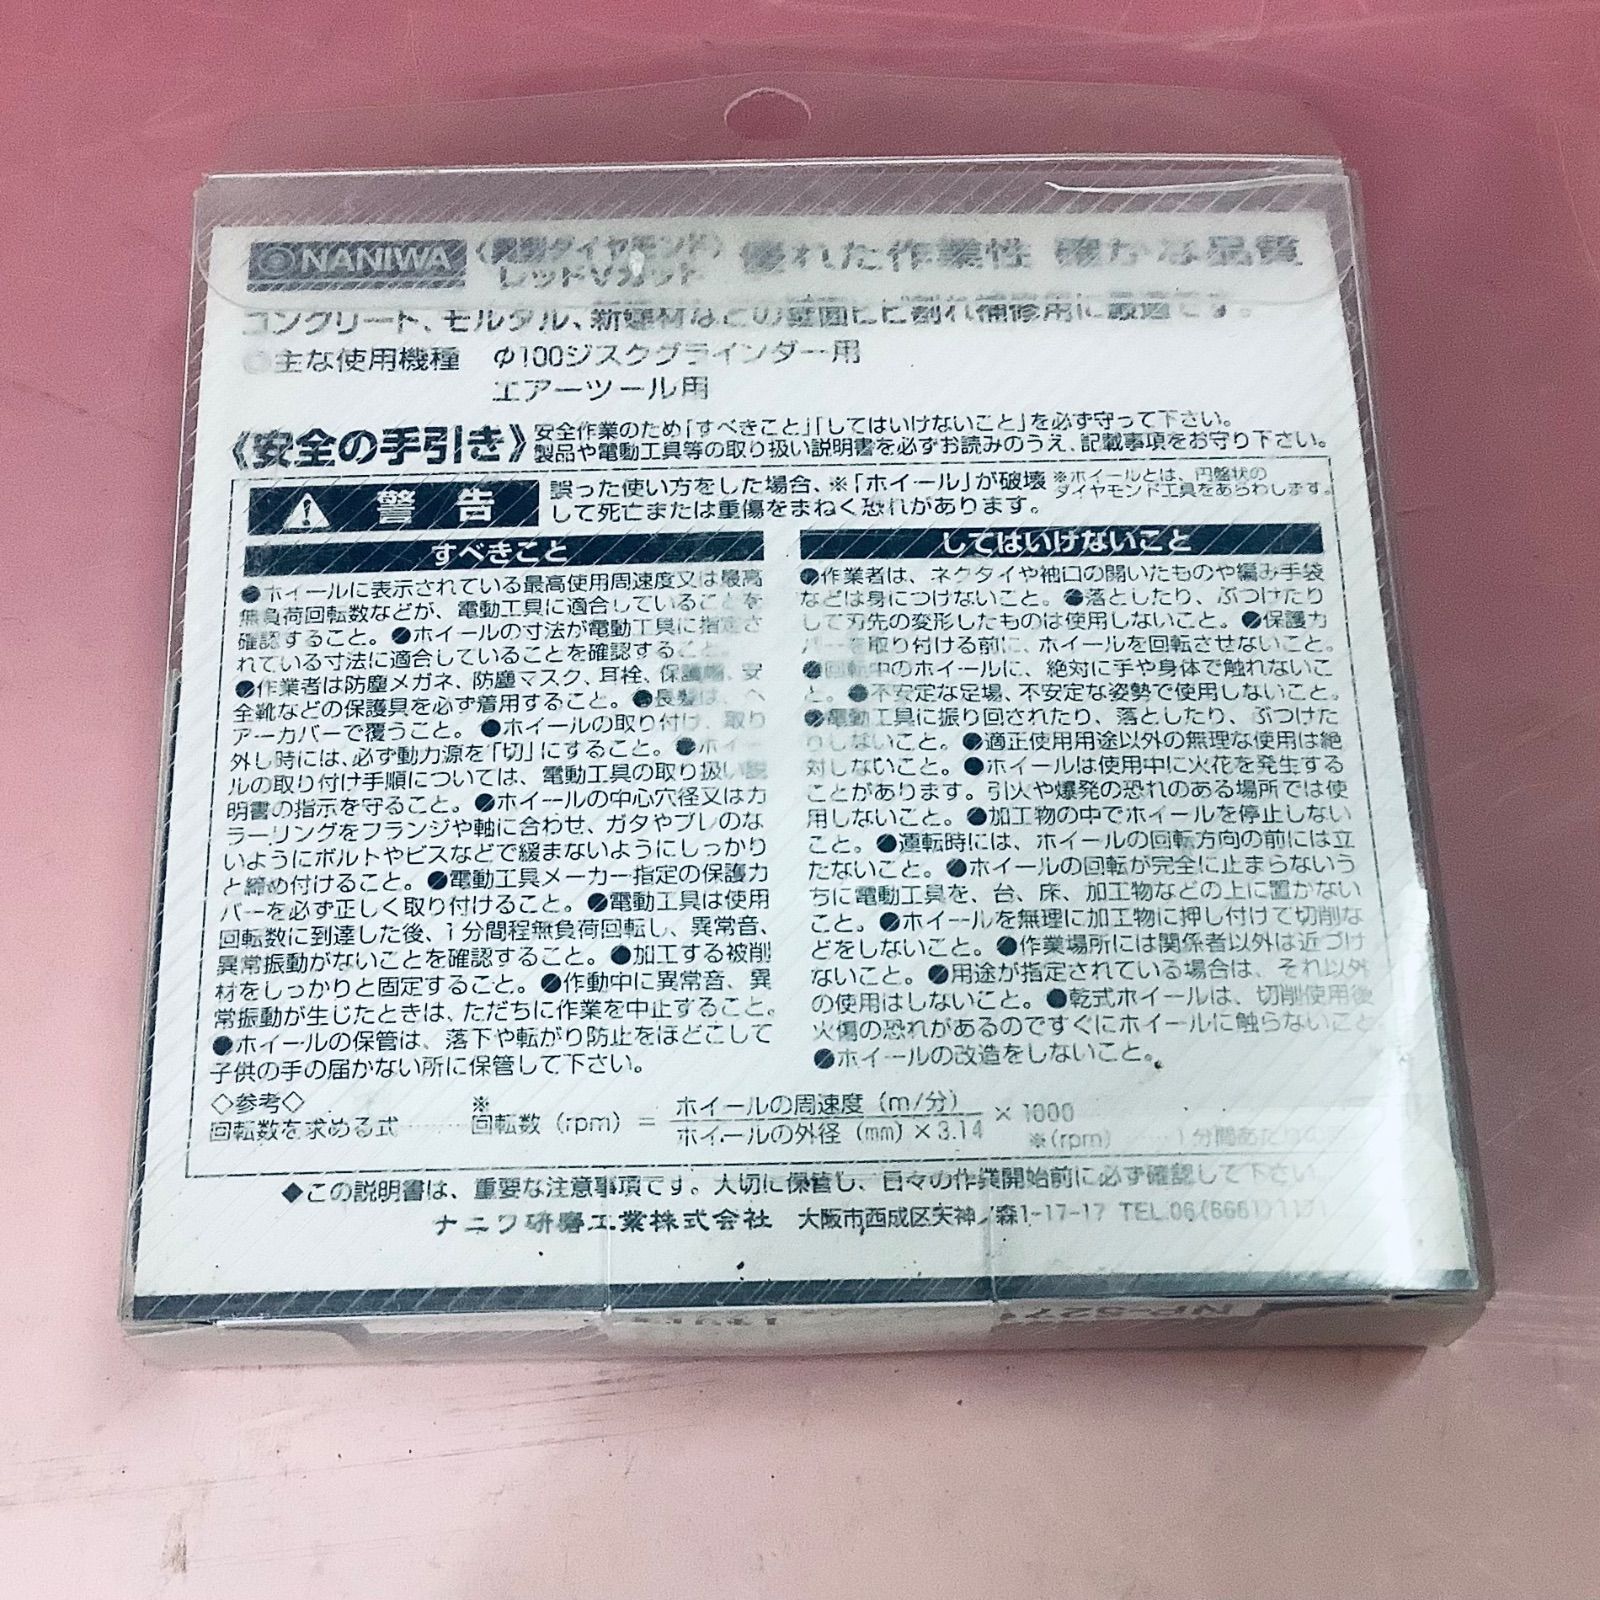 NANIWA
ダイヤモンド
レッドVカット
優れた作業性 確かな品質
コンクリート、モルタル、新建材などの壁面ヒビ割れ補修用に最適です。
◎主な使用機種 Φ100ジスクグラインダー用
エアーツール用
《安全の手引き》
安全作業のため「すべきこと」「してはいけないこと」を必ず守って下さい。
製品や電動工具等の取り扱い説明書を必ずお読みのうえ、記載事項をお守り下さい。
警告
誤った使い方をした場合、※「ホイール」が破壊
して死亡または重傷をまねく恐れがあります。
※ホイールとは、円盤状の
ダイヤモンド工具をあらわします。
すべきこと
●ホイールに表示されている最高使用周速度又は最高
無負荷回転数などが、電動工具に適合していることを
確認すること。●ホイールの寸法が電動工具に指定さ
れている寸法に適合していることを確認すること。
●作業者は防塵メガネ、防塵マスク、耳栓、保護帽、安
全靴などの保護具を必ず着用すること。●長髪は、ヘ
アーカバーで覆うこと。●ホイールの取り付け、取り
外し時には、必ず動力源を「切」にすること。●ホイー
ルの取り付け手順については、電動工具の取り扱い説
明書の指示を守ること。●ホイールの中心穴径又はカ
ラーリングをフランジや軸に合わせ、ガタやブレのな
いようにボルトやビスなどで緩まないようにしっかり
と締め付けること。●電動工具メーカー指定の保護カ
バーを必ず正しく取り付けること。●電動工具は使用
回転数に到達した後、1分間程無負荷回転し、異常音、
異常振動がないことを確認すること。●加工する被削
材をしっかりと固定すること。●作動中に異常音、異
常振動が生じたときは、ただちに作業を中止すること。
●ホイールの保管は、落下や転がり防止をほどこして
子供の手の届かない所に保管して下さい。
してはいけないこと
●作業者は、ネクタイや袖口の開いたものや編み手袋
などは身につけないこと。●落としたり、ぶつけたり
して刃先の変形したものは使用しないこと。●保護カ
バーを取り付ける前に、ホイールを回転させないこと。
●回転中のホイールに、絶対に手や身体で触れないこ
と。●不安定な足場、不安定な姿勢で使用しないこと。
●電動工具に振り回されたり、落としたり、ぶつけた
りしないこと。●適正使用用途以外の無理な使用は絶
対しないこと。●ホイールは使用中に火花を発生する
ことがあります。引火や爆発の恐れのある場所では使
用しないこと。●加工物の中でホイールを停止しない
こと。●運転時には、ホイールの回転方向の前には立
たないこと。●ホイールの回転が完全に止まらないう
ちに電動工具を、台、床、加工物などの上に置かない
こと。●ホイールを無理に加工物に押し付けて切削な
どをしないこと。●作業場所には関係者以外は近づけ
ないこと。●用途が指定されている場合は、それ以外
の使用はしないこと。●乾式ホイールは、切削使用後
火傷の恐れがあるのですぐにホイールに触らないこと
●ホイールの改造をしないこと。
◇参考◇
回転数を求める式………※回転数(rpm) = ホイールの周速度(m/分) / ホイールの外径(mm)×3.14 ×1000
※(rpm)……1分間あたりの
◆この説明書は、重要な注意事項です。大切に保管し、日々の作業開始前に必ず確認して下さい
ナニワ研磨工業株式会社 大阪市西成区天神ノ森1-17-17 TEL.06(6661)
NP-527